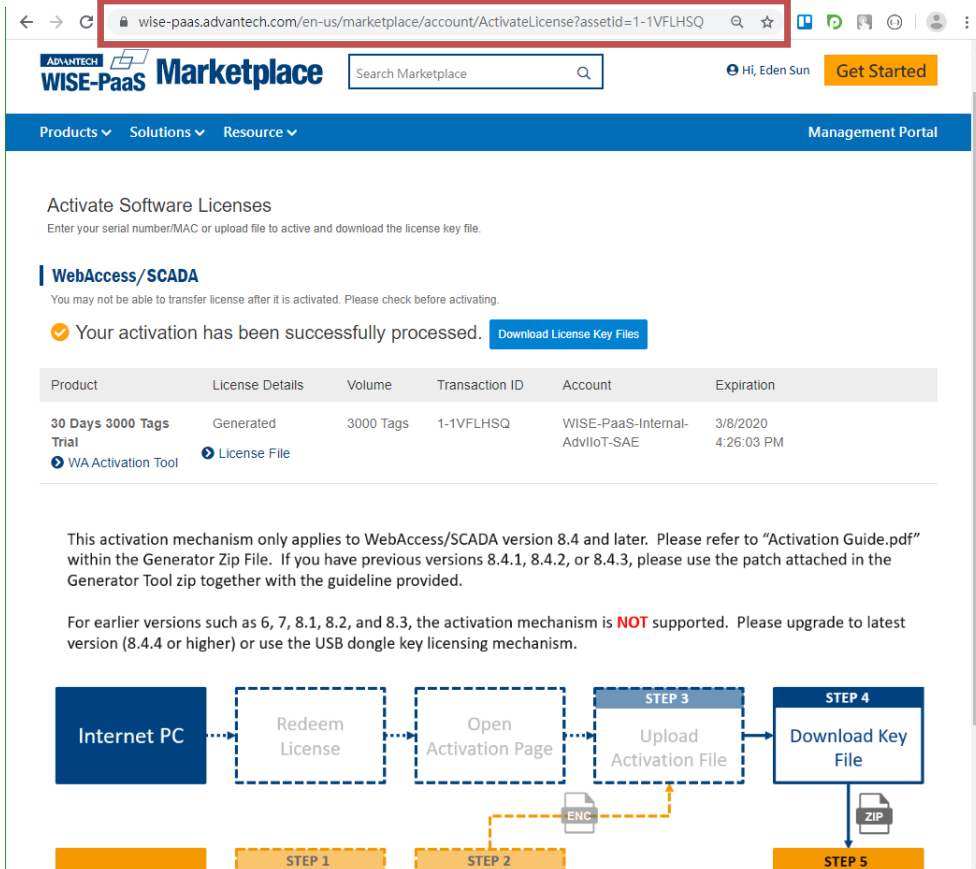 wise-paas.advantech.com/en-us/marketplace/account/ActivateLicense?assetid=1-1VFLHSQ
ADVANTECH
WISE-PaaS Marketplace
Search Marketplace
Hi, Eden Sun
Get Started
Products
Solutions
Resource
Management Portal
Activate Software Licenses
Enter your serial number/MAC or upload file to active and download the license key file.
WebAccess/SCADA
You may not be able to transfer license after it is activated. Please check before activating.
Your activation has been successfully processed.
Download License Key Files
Product License Details Volume Transaction ID Account Expiration
30 Days 3000 Tags Generated 3000 Tags 1-1VFLHSQ WISE-PaaS-Internal- 3/8/2020
Trial AdvIIoT-SAE 4:26:03 PM
License File
WA Activation Tool
This activation mechanism only applies to WebAccess/SCADA version 8.4 and later. Please refer to “Activation Guide.pdf”
within the Generator Zip File. If you have previous versions 8.4.1, 8.4.2, or 8.4.3, please use the patch attached in the
Generator Tool zip together with the guideline provided.
For earlier versions such as 6, 7, 8.1, 8.2, and 8.3, the activation mechanism is NOT supported. Please upgrade to latest
version (8.4.4 or higher) or use the USB dongle key licensing mechanism.
Internet PC
Redeem
License
Open
Activation Page
STEP 3
Upload
Activation File
STEP 4
Download Key
File
ENC
ZIP
STEP 1
STEP 2
STEP 5